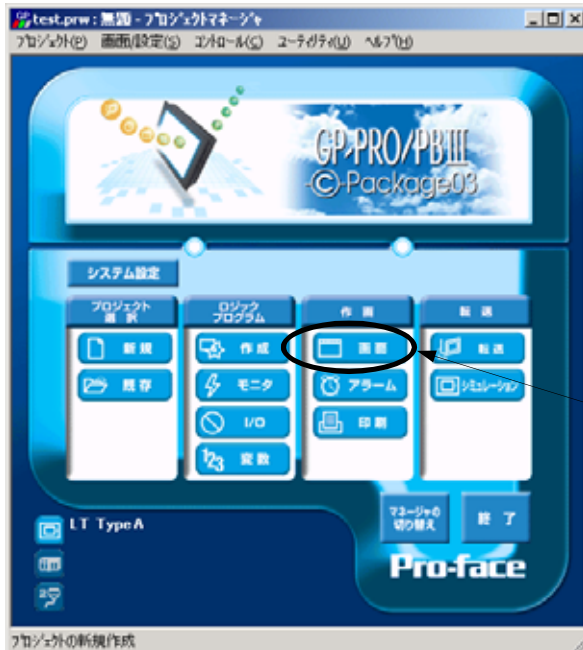 test.prw : 無題 - プロジェクトマネージャ
プロジェクト(P) 画面/設定(S) コントロール(C) ユーティリティ(U) ヘルプ(H)
GP-PRO/PBIII
-©-Package03
システム設定
プロジェクト
選 択
ロジック
プログラム
作 画
転 送
新 規
作 成
画 面
転 送
既 存
モニタ
アラーム
シミュレーション
I/O
印 刷
123
変 数
LT TypeA
マネージャの
切り替え
終 了
Pro-face
プロジェクトの新規作成